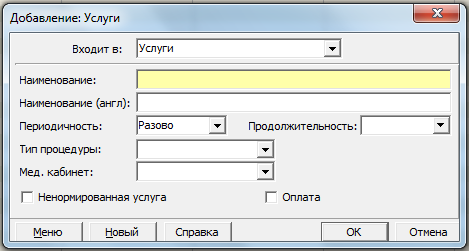 Добавление: Услуги
Входит в: Услуги
Наименование:
Наименование (англ):
Периодичность: Разово Продолжительность:
Тип процедуры:
Мед. кабинет:
Ненормированная услуга Оплата
Меню Новый Справка OK Отмена